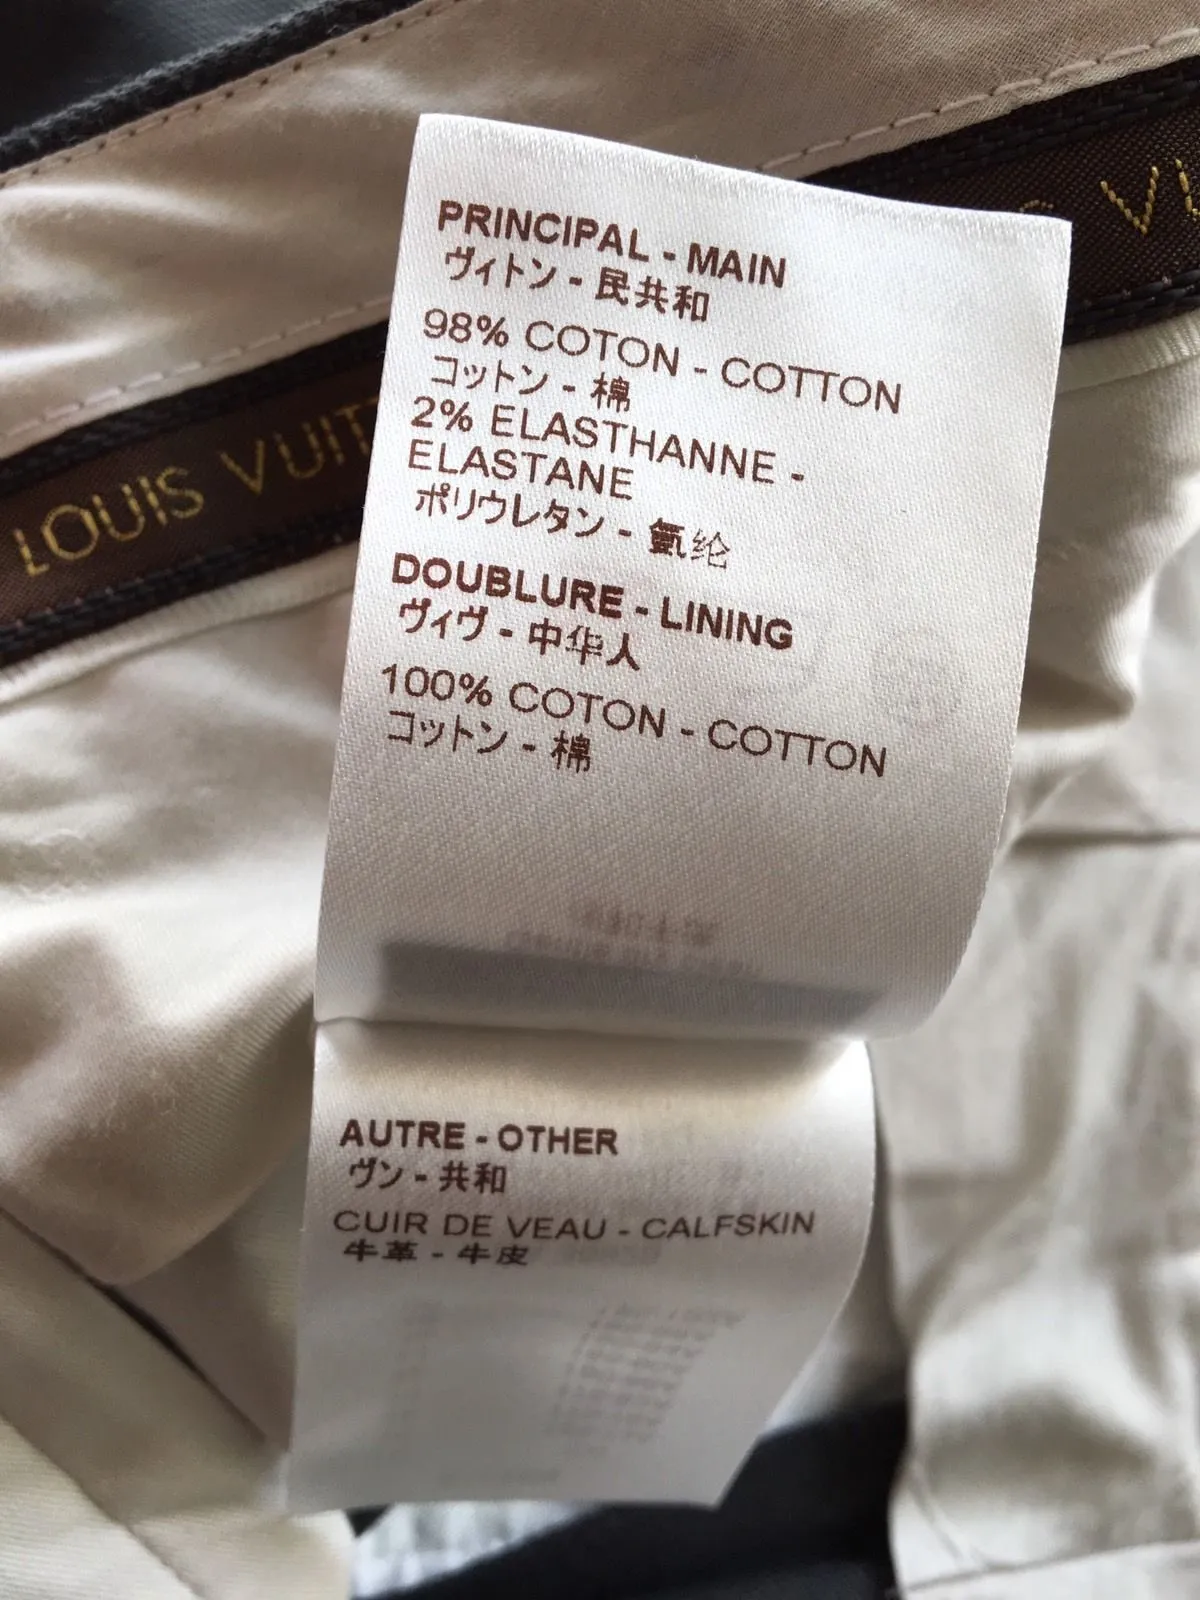 PRINCIPAL - MAIN
ヴィトン - 民共和
98% COTON - COTTON
コットン - 棉
2% ELASTHANNE -
ELASTANE
ポリウレタン - 氨纶
DOUBLURE - LINING
ヴィヴ - 中华人
100% COTON - COTTON
コットン - 棉
LOUIS VUIT
VU
AUTRE - OTHER
ヴン - 共和
CUIR DE VEAU - CALFSKIN
牛革 - 牛皮